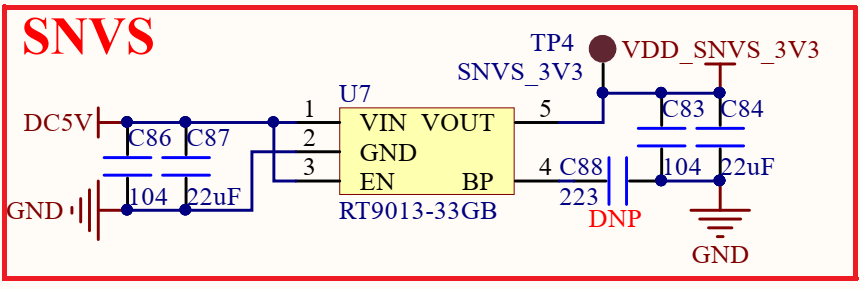 SNVS
TP4
VDD_SNVS_3V3
SNVS_3V3
U7
DC5V
C86
C87
1
VIN
VOUT
5
C83
C84
2
GND
3
EN
BP
4
C88
104
22uF
104
22uF
223
GND
RT9013-33GB
DNP
GND